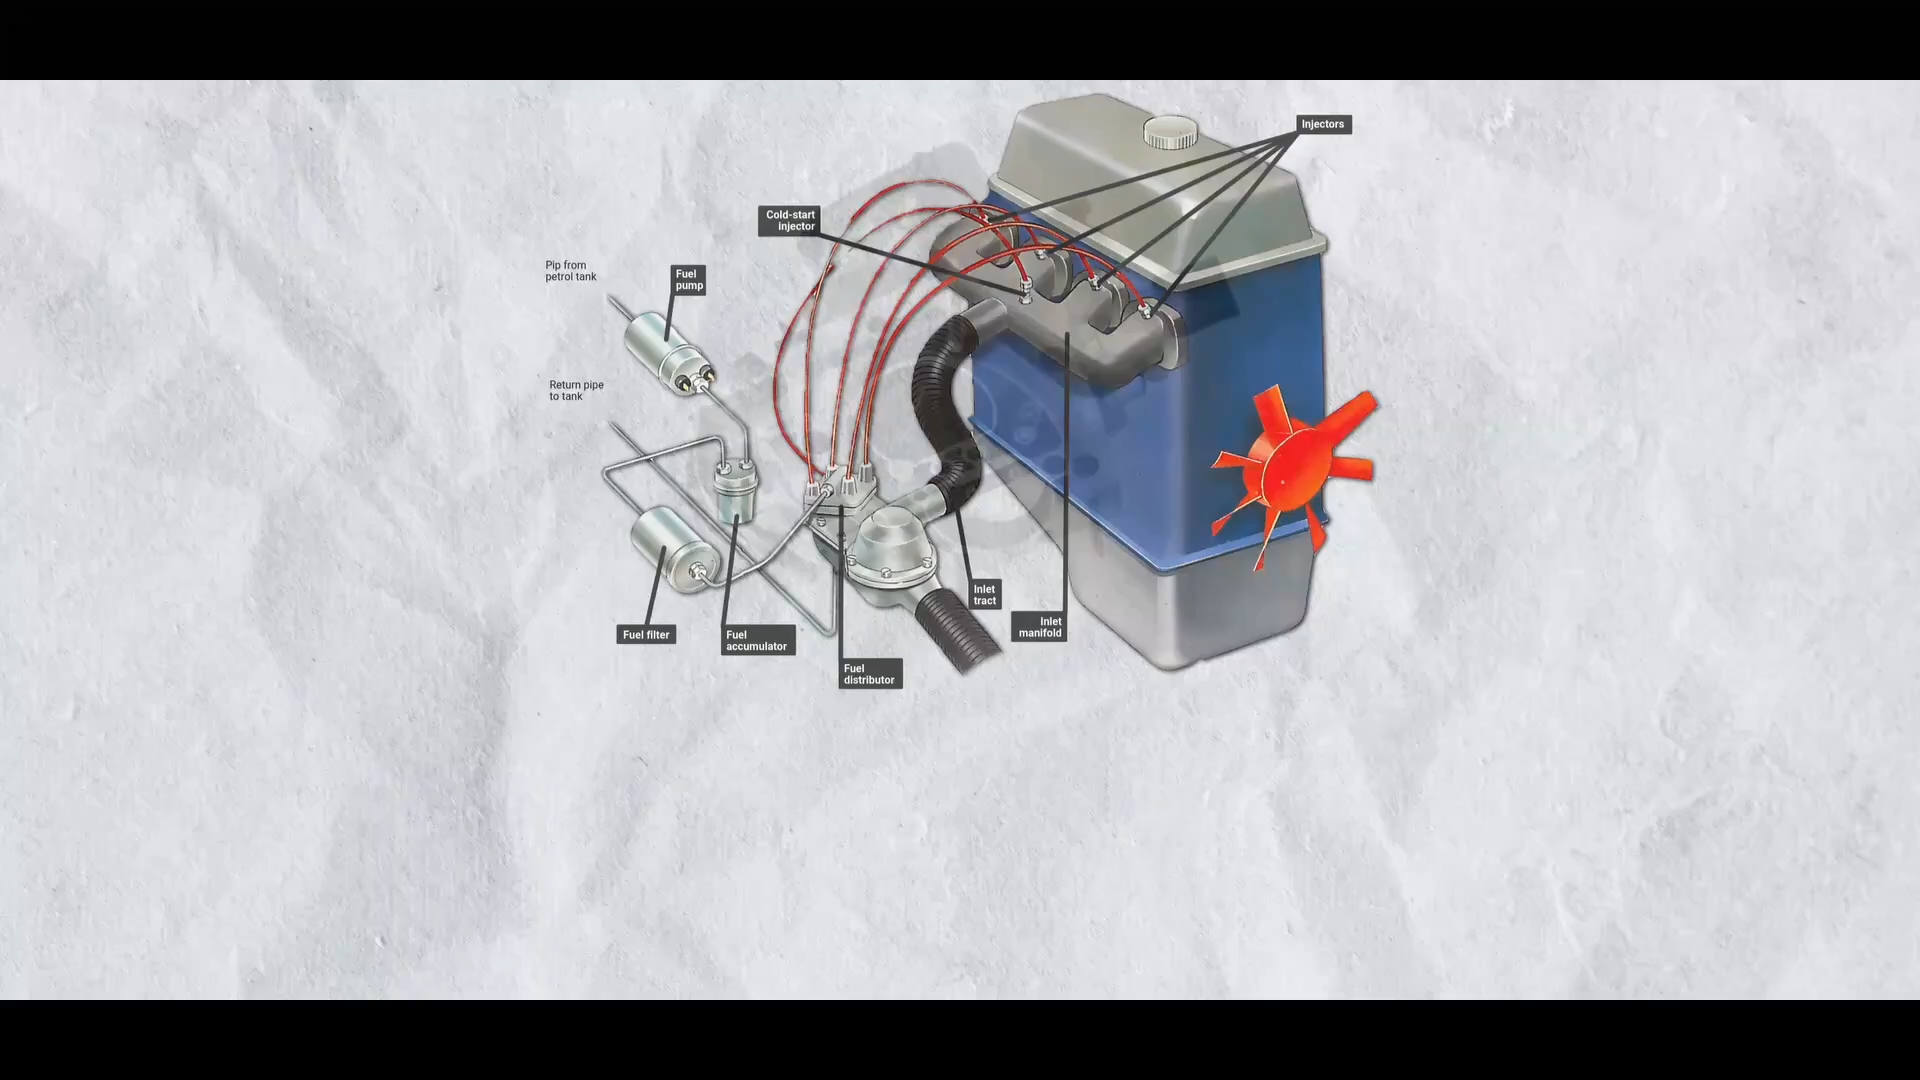 Injectors
Cold-start
injector
Pip from
petrol tank
Fuel
pump
Return pipe
to tank
Inlet
tract
Inlet
manifold
Fuel filter
Fuel
accumulator
Fuel
distributor